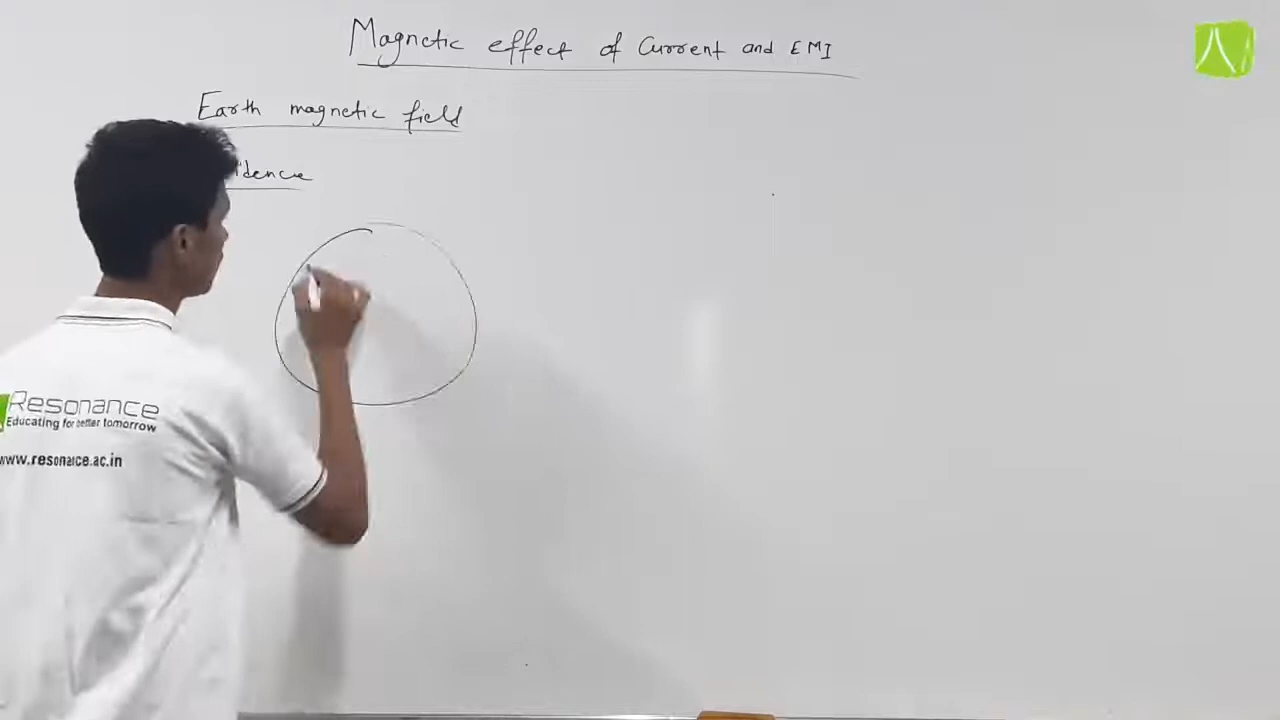 Magnetic effect of Current and EMI
Earth magnetic field
Resonance
Educating for better tomorrow
www.resonance.ac.in